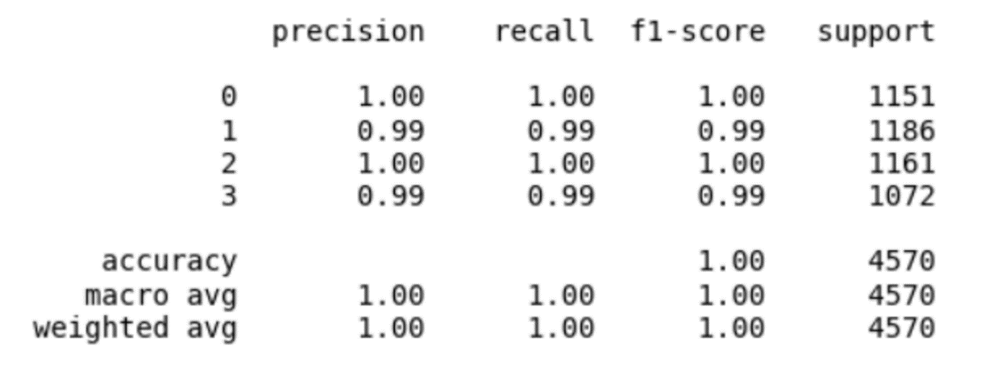 precision recall f1-score support
0 1.00 1.00 1.00 1151
1 0.99 0.99 0.99 1186
2 1.00 1.00 1.00 1161
3 0.99 0.99 0.99 1072
accuracy 1.00 4570
macro avg 1.00 1.00 1.00 4570
weighted avg 1.00 1.00 1.00 4570